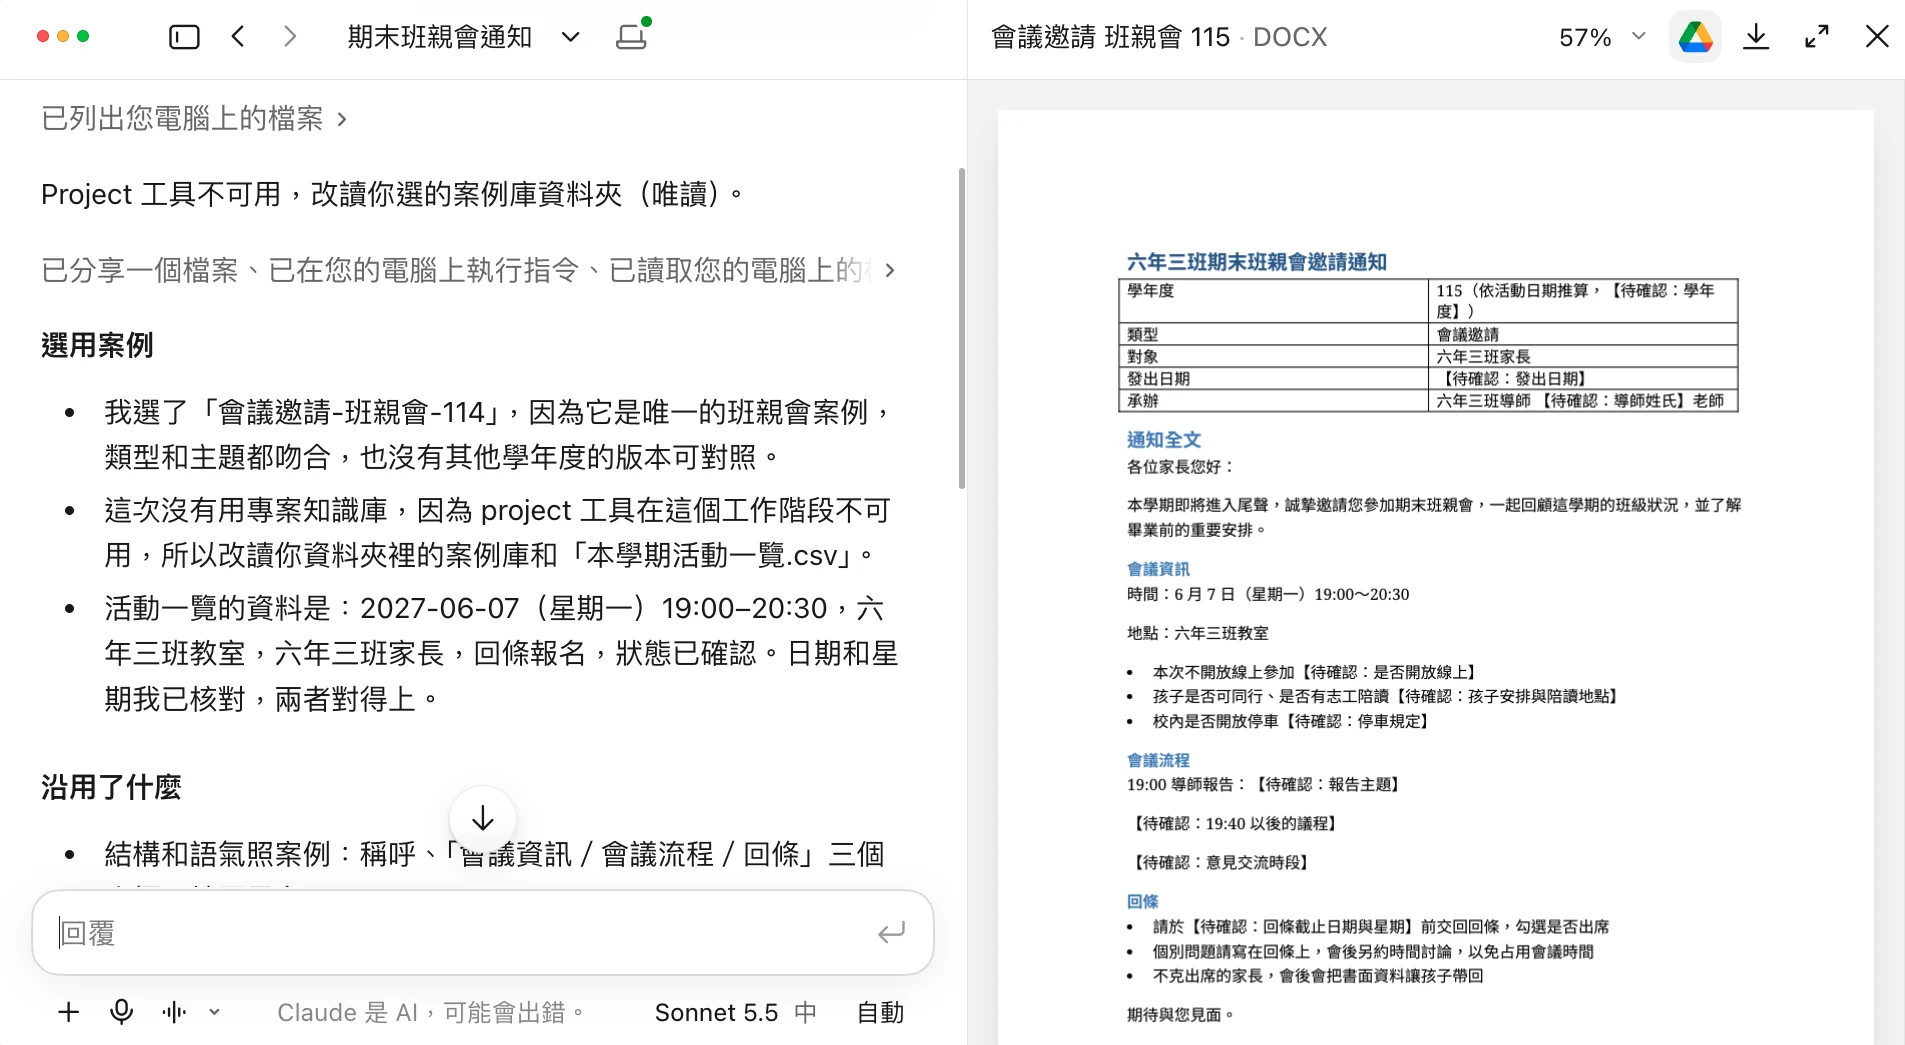 期末班親會通知
已列出您電腦上的檔案
Project 工具不可用，改讀你選的案例庫資料夾（唯讀）。
已分享一個檔案、已在您的電腦上執行指令、已讀取您的電腦上的
選用案例
• 我選了「會議邀請-班親會-114」，因為它是唯一的班親會案例，
類型和主題都吻合，也沒有其他學年度的版本可對照。
• 這次沒有用專案知識庫，因為 project 工具在這個工作階段不可
用，所以改讀你資料夾裡的案例庫和「本學期活動一覽.csv」。
• 活動一覽的資料是：2027-06-07（星期一）19:00–20:30，六
年三班教室，六年三班家長，回條報名，狀態已確認。日期和星
期我已核對，兩者對得上。
沿用了什麼
• 結構和語氣照案例：稱呼、「會議資訊 / 會議流程 / 回條」三個
回覆
Claude 是 AI，可能會出錯。
Sonnet 5.5 中
自動
會議邀請 班親會 115 · DOCX
57%
六年三班期末班親會邀請通知
學年度 115（依活動日期推算，【待確認：學年
度】）
類型 會議邀請
對象 六年三班家長
發出日期 【待確認：發出日期】
承辦 六年三班導師 【待確認：導師姓氏】老師
通知全文
各位家長您好：
本學期即將進入尾聲，誠摯邀請您參加期末班親會，一起回顧這學期的班級狀況，並了解
畢業前的重要安排。
會議資訊
時間：6 月 7 日（星期一）19:00～20:30
地點：六年三班教室
• 本次不開放線上參加【待確認：是否開放線上】
• 孩子是否可同行、是否有志工陪讀【待確認：孩子安排與陪讀地點】
• 校內是否開放停車【待確認：停車規定】
會議流程
19:00 導師報告：【待確認：報告主題】
【待確認：19:40 以後的議程】
【待確認：意見交流時段】
回條
• 請於【待確認：回條截止日期與星期】前交回回條，勾選是否出席
• 個別問題請寫在回條上，會後另約時間討論，以免占用會議時間
• 不克出席的家長，會後會把書面資料讓孩子帶回
期待與您見面。